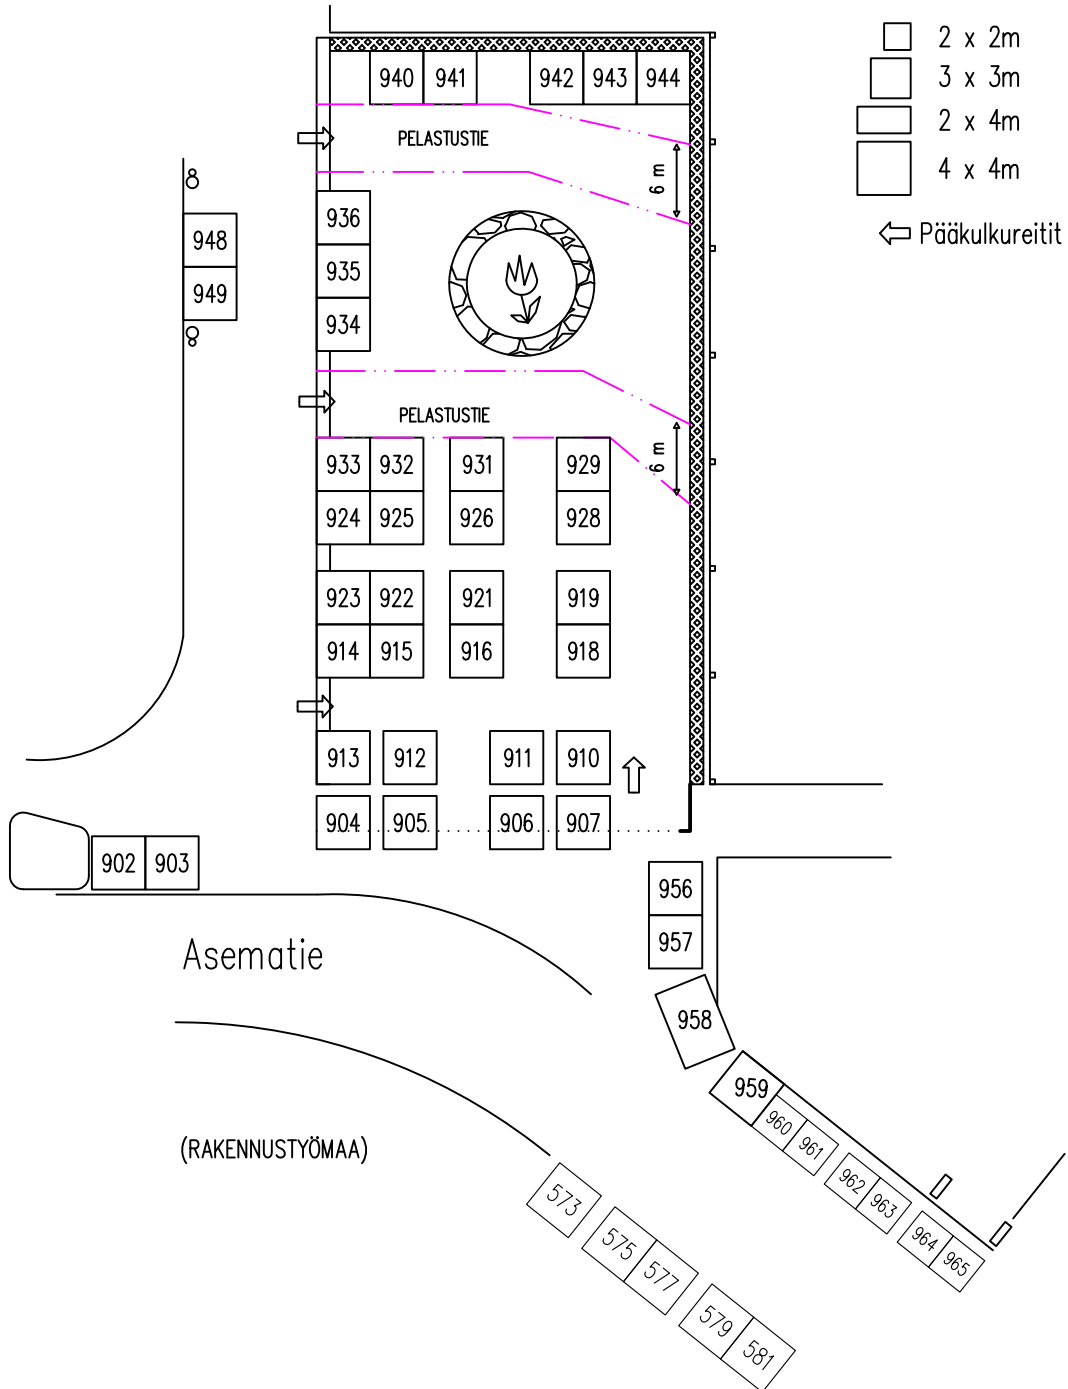 2 x 2m
3 x 3m
2 x 4m
4 x 4m
Pääkulkureitit
940 941 942 943 944
PELASTUSTIE
6 m
936
935
934
948
949
PELASTUSTIE
6 m
933 932 931 929
924 925 926 928
923 922 921 919
914 915 916 918
913 912 911 910
904 905 906 907
902 903
956
957
958
959
960
961
962
963
964
965
Asematie
(RAKENNUSTYÖMAA)
573
575
577
579
581